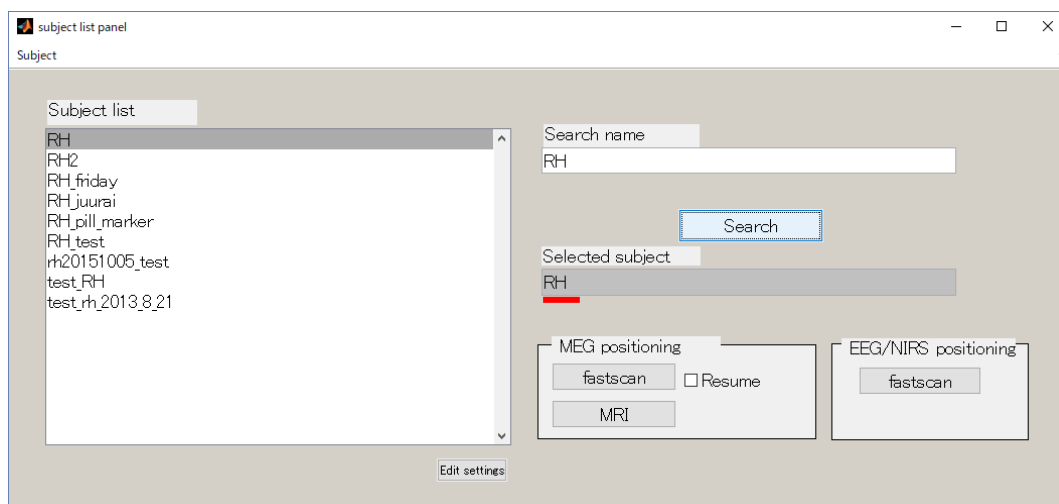 subject list panel
Subject
Subject list
RH
RH2
RH_friday
RH_juurai
RH_pill_marker
RH_test
rh20151005_test
test_RH
test_rh_2013_8_21
Edit settings
Search name
RH
Search
Selected subject
RH
MEG positioning
fastscan
Resume
MRI
EEG/NIRS positioning
fastscan